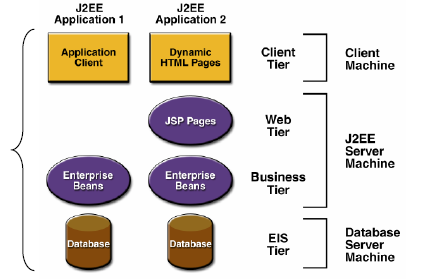 J2EE
Application 1
J2EE
Application 2
Application
Client
Dynamic
HTML Pages
Client
Tier
Client
Machine
JSP Pages
Web
Tier
J2EE
Server
Machine
Enterprise
Beans
Enterprise
Beans
Business
Tier
Database
Database
EIS
Tier
Database
Server
Machine